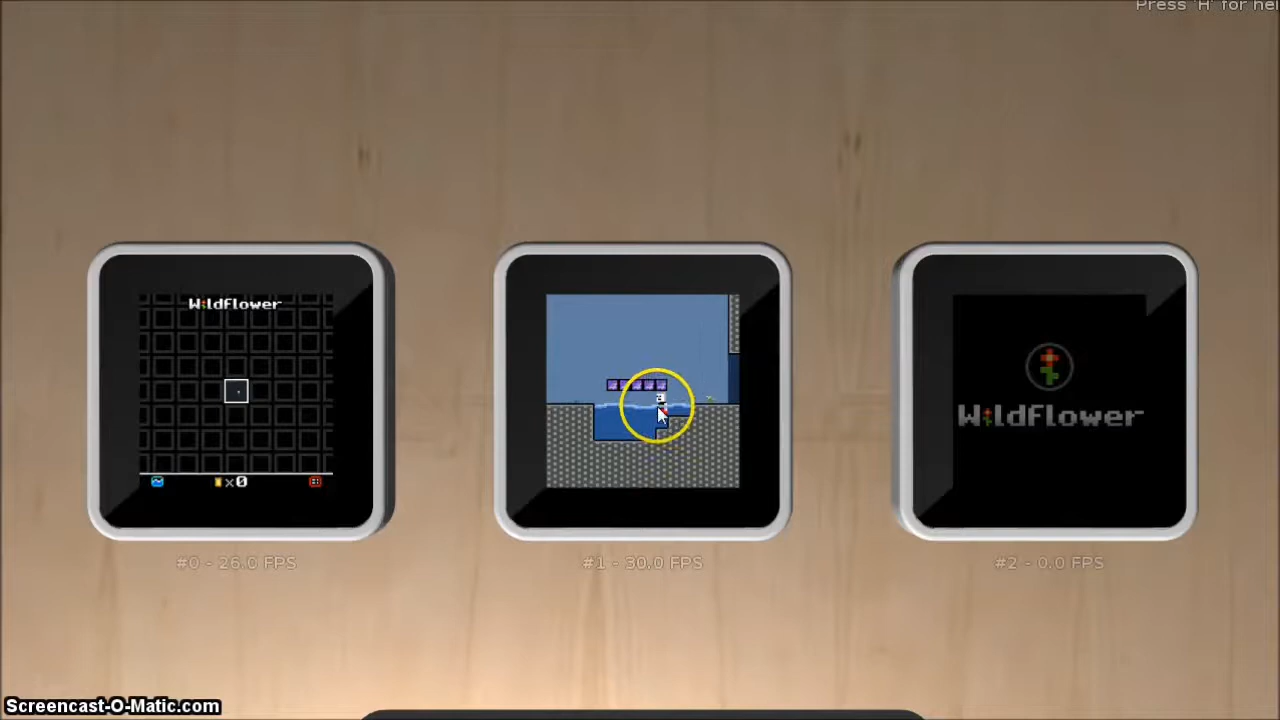 Press 'H' for hel
Wildflower
x 0
Wildflower
#0 - 26.0 FPS
#1 - 30.0 FPS
#2 - 0.0 FPS
Screencast-O-Matic.com